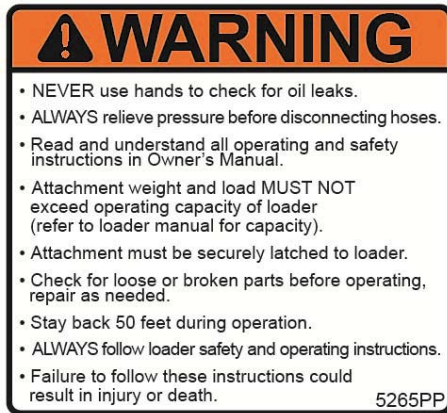 WARNING
• NEVER use hands to check for oil leaks.
• ALWAYS relieve pressure before disconnecting hoses.
• Read and understand all operating and safety
instructions in Owner's Manual.
• Attachment weight and load MUST NOT
exceed operating capacity of loader
(refer to loader manual for capacity).
• Attachment must be securely latched to loader.
• Check for loose or broken parts before operating,
repair as needed.
• Stay back 50 feet during operation.
• ALWAYS follow loader safety and operating instructions.
• Failure to follow these instructions could
result in injury or death.
5265PP